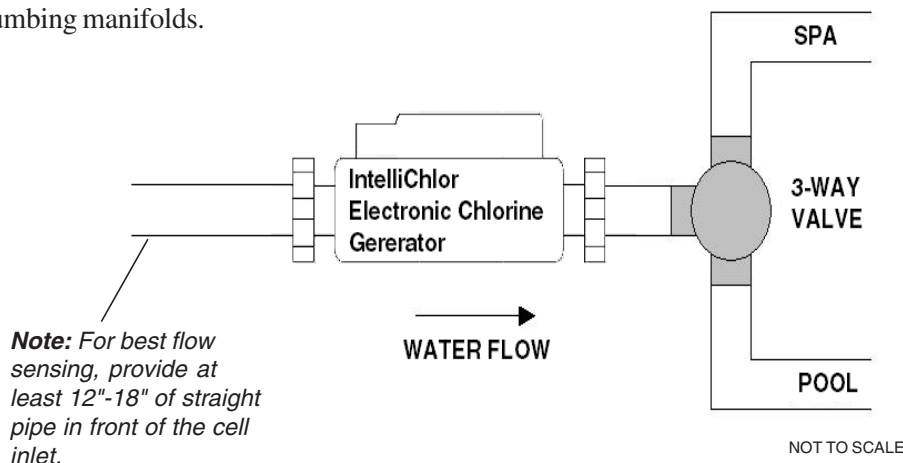 umbing manifolds.
SPA
IntelliChlor
Electronic Chlorine
Gererator
3-WAY
VALVE
WATER FLOW
Note: For best flow
sensing, provide at
least 12"-18" of straight
pipe in front of the cell
inlet.
POOL
NOT TO SCALE